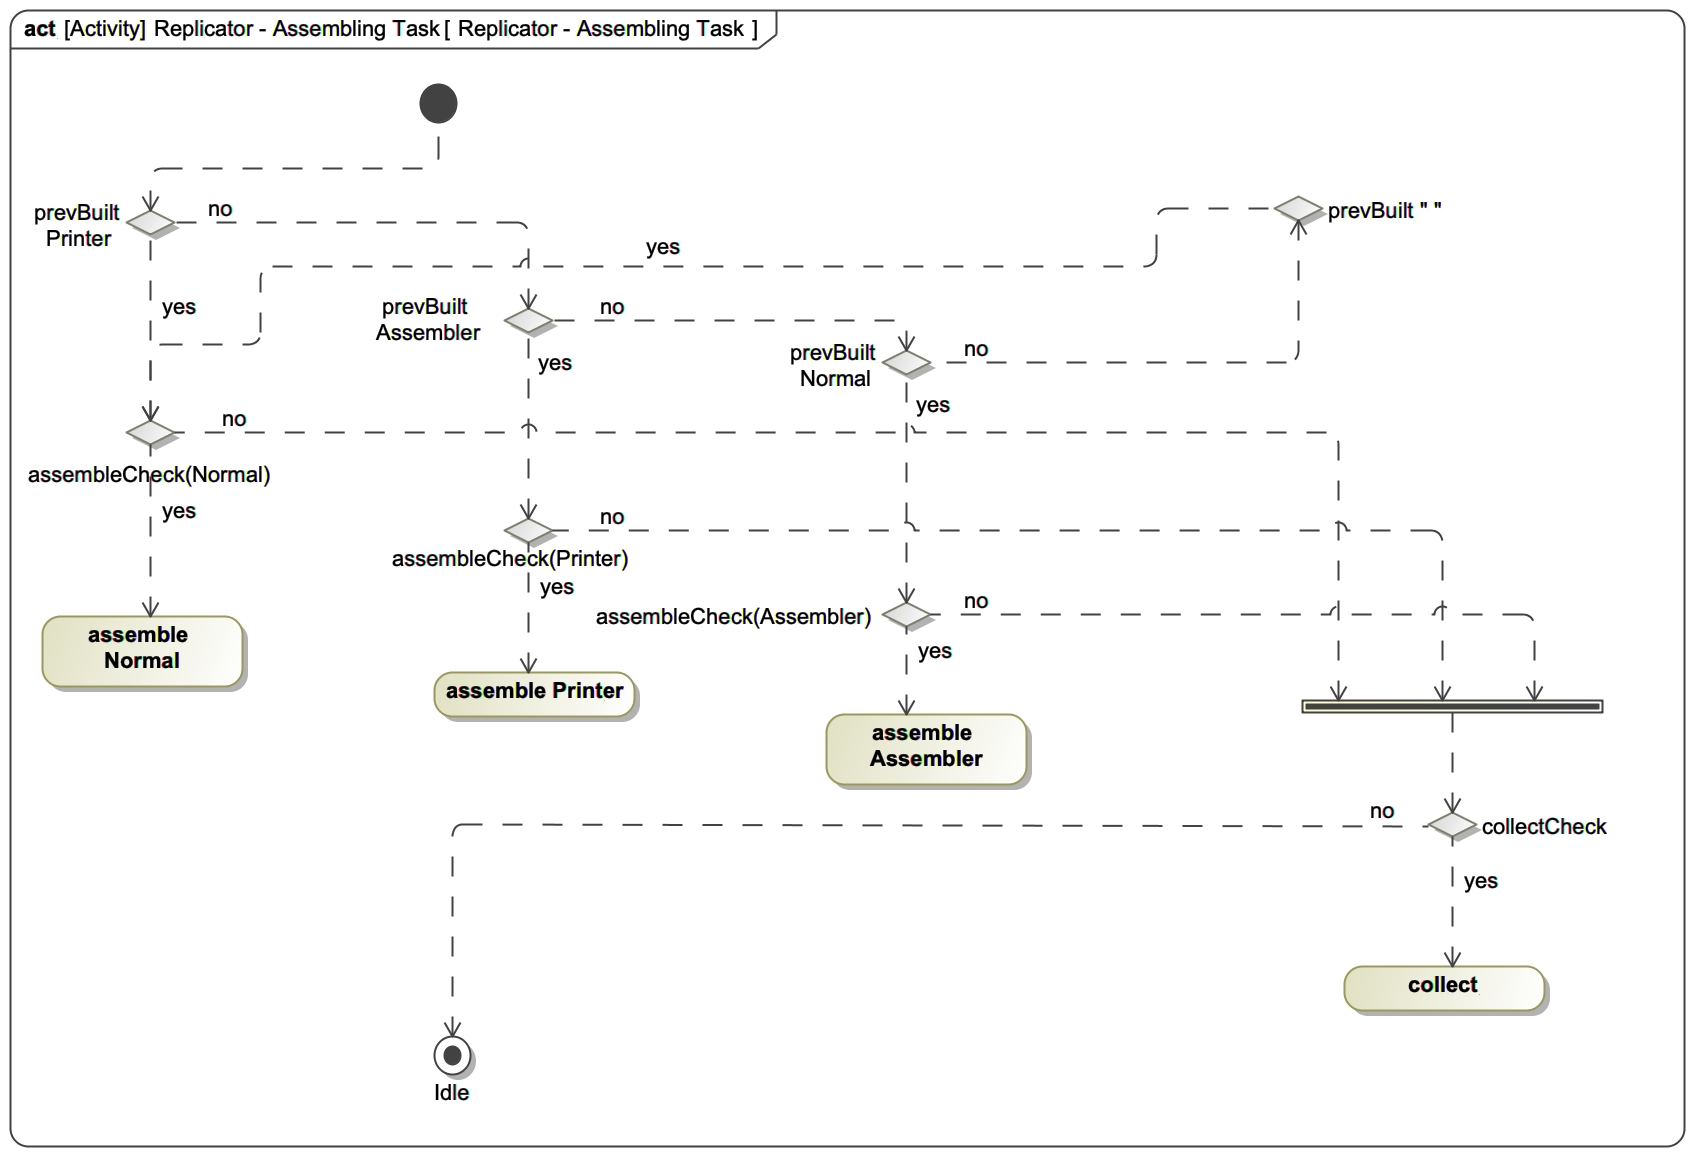 act [Activity] Replicator - Assembling Task [ Replicator - Assembling Task ]
prevBuilt
Printer
no
prevBuilt " "
yes
yes
prevBuilt
Assembler
no
yes
prevBuilt
Normal
no
yes
no
assembleCheck(Normal)
yes
no
assembleCheck(Printer)
yes
assembleCheck(Assembler)
no
yes
assemble
Normal
assemble Printer
assemble
Assembler
no
collectCheck
yes
collect
Idle